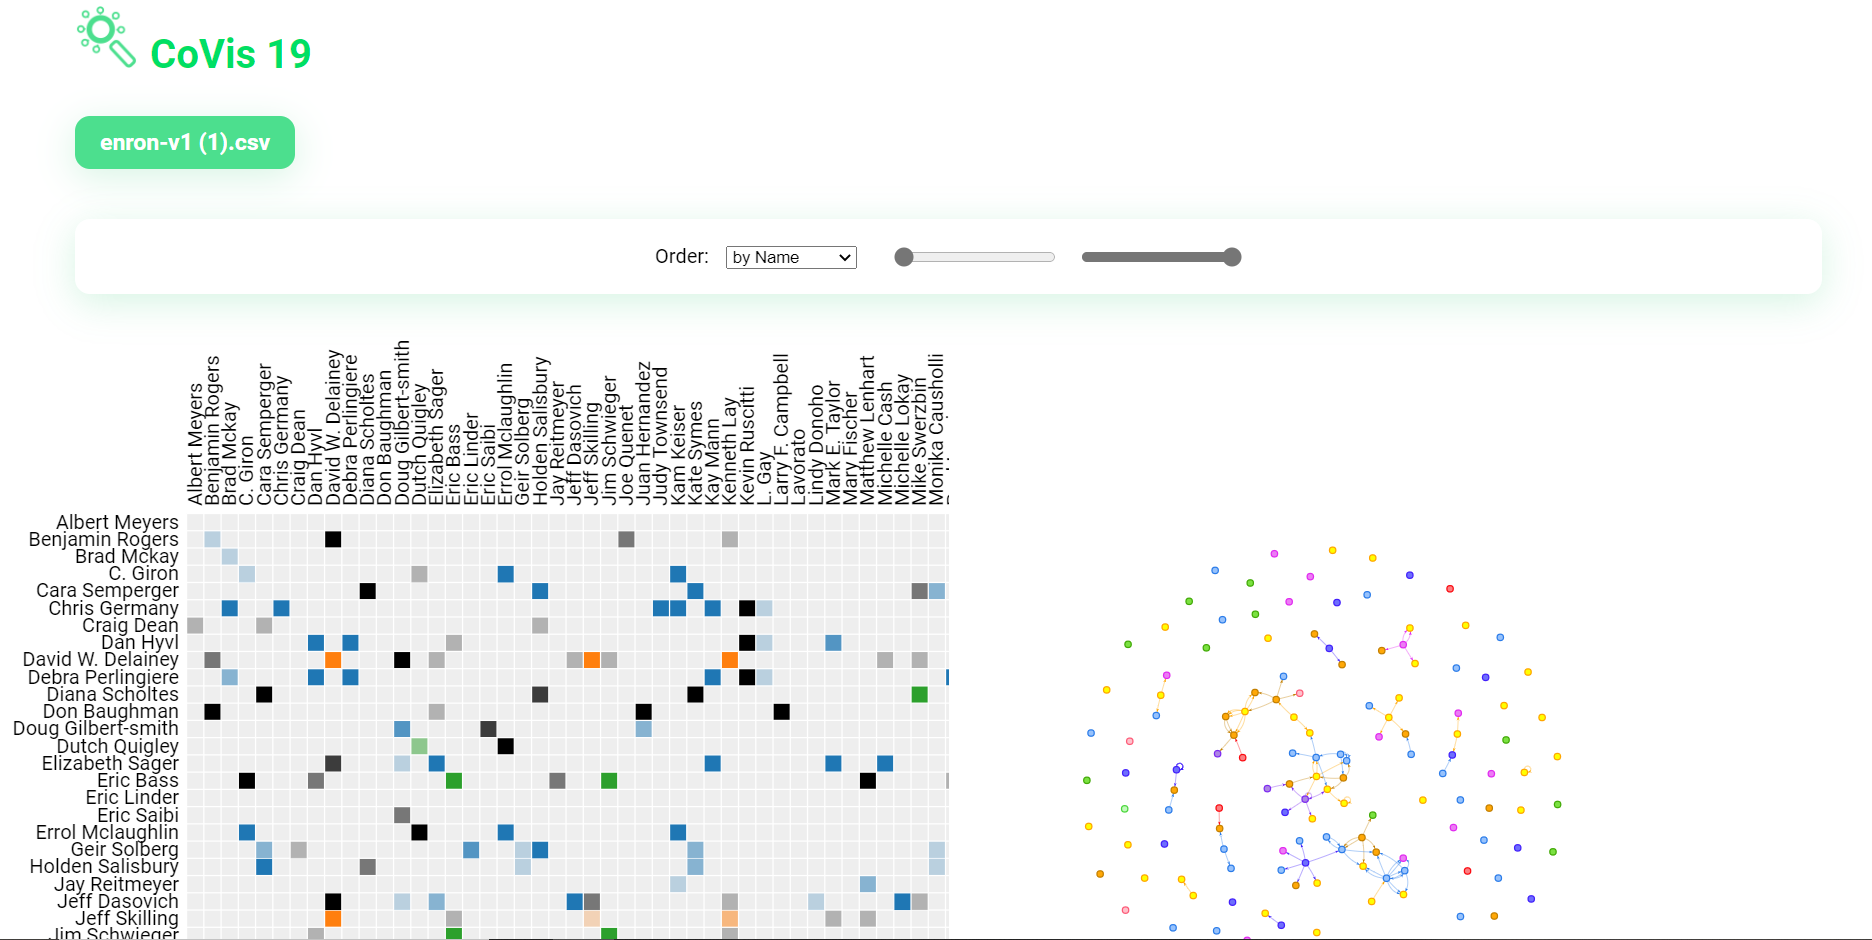 CoVis 19
enron-v1 (1).csv
Order: by Name
Albert Meyers
Benjamin Rogers
Brad Mckay
C. Giron
Cara Semperger
Chris Germany
Craig Dean
Dan Hyvl
David W. Delainey
Debra Perlingiere
Diana Scholtes
Don Baughman
Doug Gilbert-smith
Dutch Quigley
Elizabeth Sager
Eric Bass
Eric Linder
Eric Saibi
Errol Mclaughlin
Geir Solberg
Holden Salisbury
Jay Reitmeyer
Jeff Dasovich
Jeff Skilling
Jim Schwieger
Joe Quenet
Juan Hernandez
Judy Townsend
Kam Keiser
Kate Symes
Kay Mann
Kenneth Lay
Kevin Ruscitti
L. Gay
Larry F. Campbell
Lavorato
Lindy Donoho
Mark E. Taylor
Mary Fischer
Matthew Lenhart
Michelle Cash
Michelle Lokay
Mike Swerzbin
Monika Causholli
Albert Meyers
Benjamin Rogers
Brad Mckay
C. Giron
Cara Semperger
Chris Germany
Craig Dean
Dan Hyvl
David W. Delainey
Debra Perlingiere
Diana Scholtes
Don Baughman
Doug Gilbert-smith
Dutch Quigley
Elizabeth Sager
Eric Bass
Eric Linder
Eric Saibi
Errol Mclaughlin
Geir Solberg
Holden Salisbury
Jay Reitmeyer
Jeff Dasovich
Jeff Skilling
Jim Schwieger